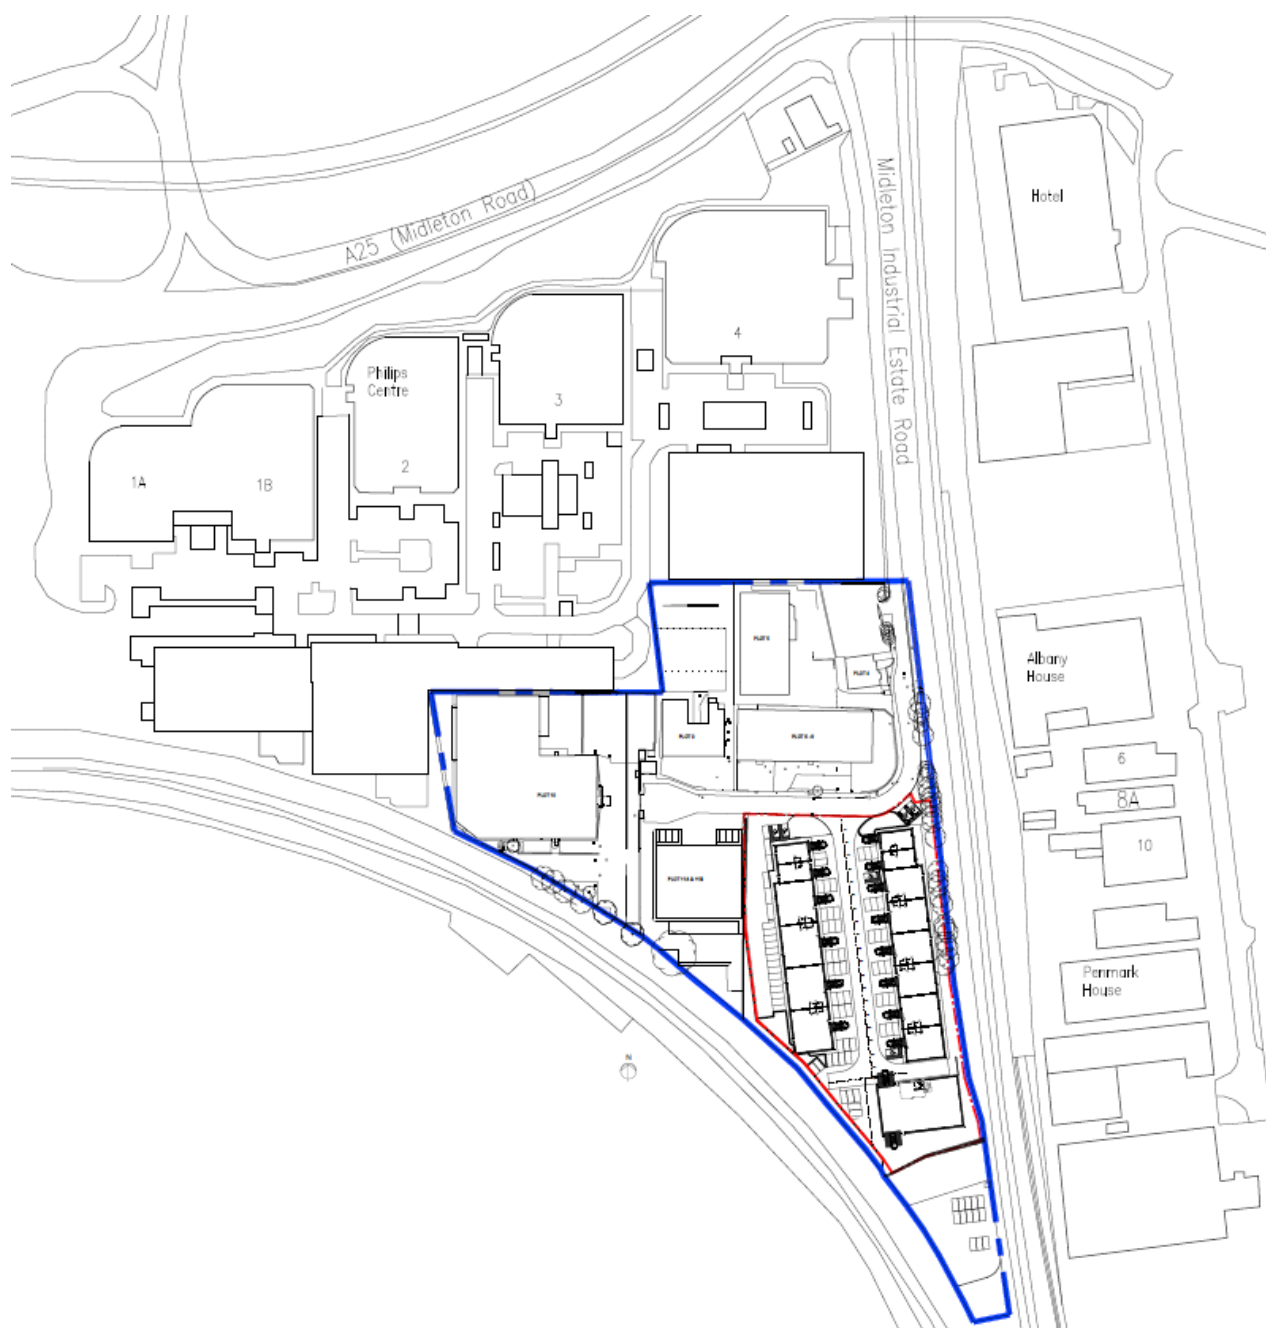 A25 (Midleton Road)
Midleton Industrial Estate Road
Hotel
4
Philips
Centre
3
2
1A
1B
Albany
House
6
8A
10
Penmark
House
N